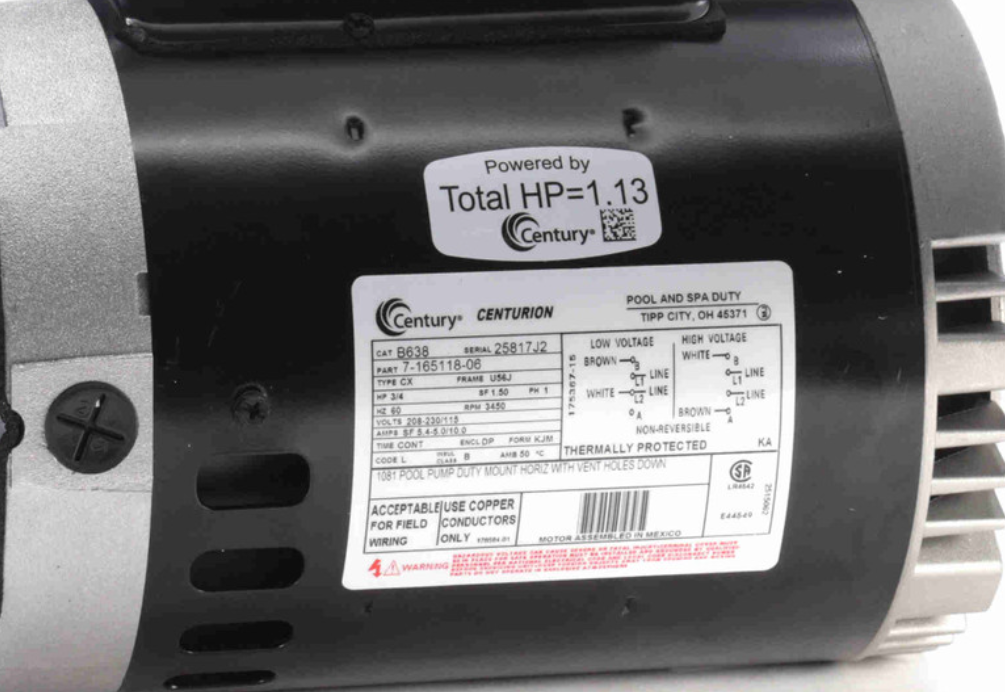 Powered by
Total HP=1.13
Century®
Century® CENTURION
POOL AND SPA DUTY
TIPP CITY, OH 45371
CAT B638 SERIAL 25817J2
PART 7-165118-06
TYPE CX FRAME U56J
HP 3/4 SF 1.50 PH 1
HZ 60 RPM 3450
VOLTS 208-230/115
AMPS SF 5.4-5.0/10.0
TIME CONT ENCL DP FORM KJM
CODE L INSUL CLASS B AMB 50 °C
175367-15
LOW VOLTAGE HIGH VOLTAGE
BROWN B WHITE B
L1 LINE L1 LINE
WHITE L2 LINE L2 LINE
A BROWN A
NON-REVERSIBLE
THERMALLY PROTECTED KA
1081 POOL PUMP DUTY MOUNT HORIZ WITH VENT HOLES DOWN
ACCEPTABLE FOR FIELD WIRING
USE COPPER CONDUCTORS ONLY
MOTOR ASSEMBLED IN MEXICO
LR4642
E44549
2515062
WARNING